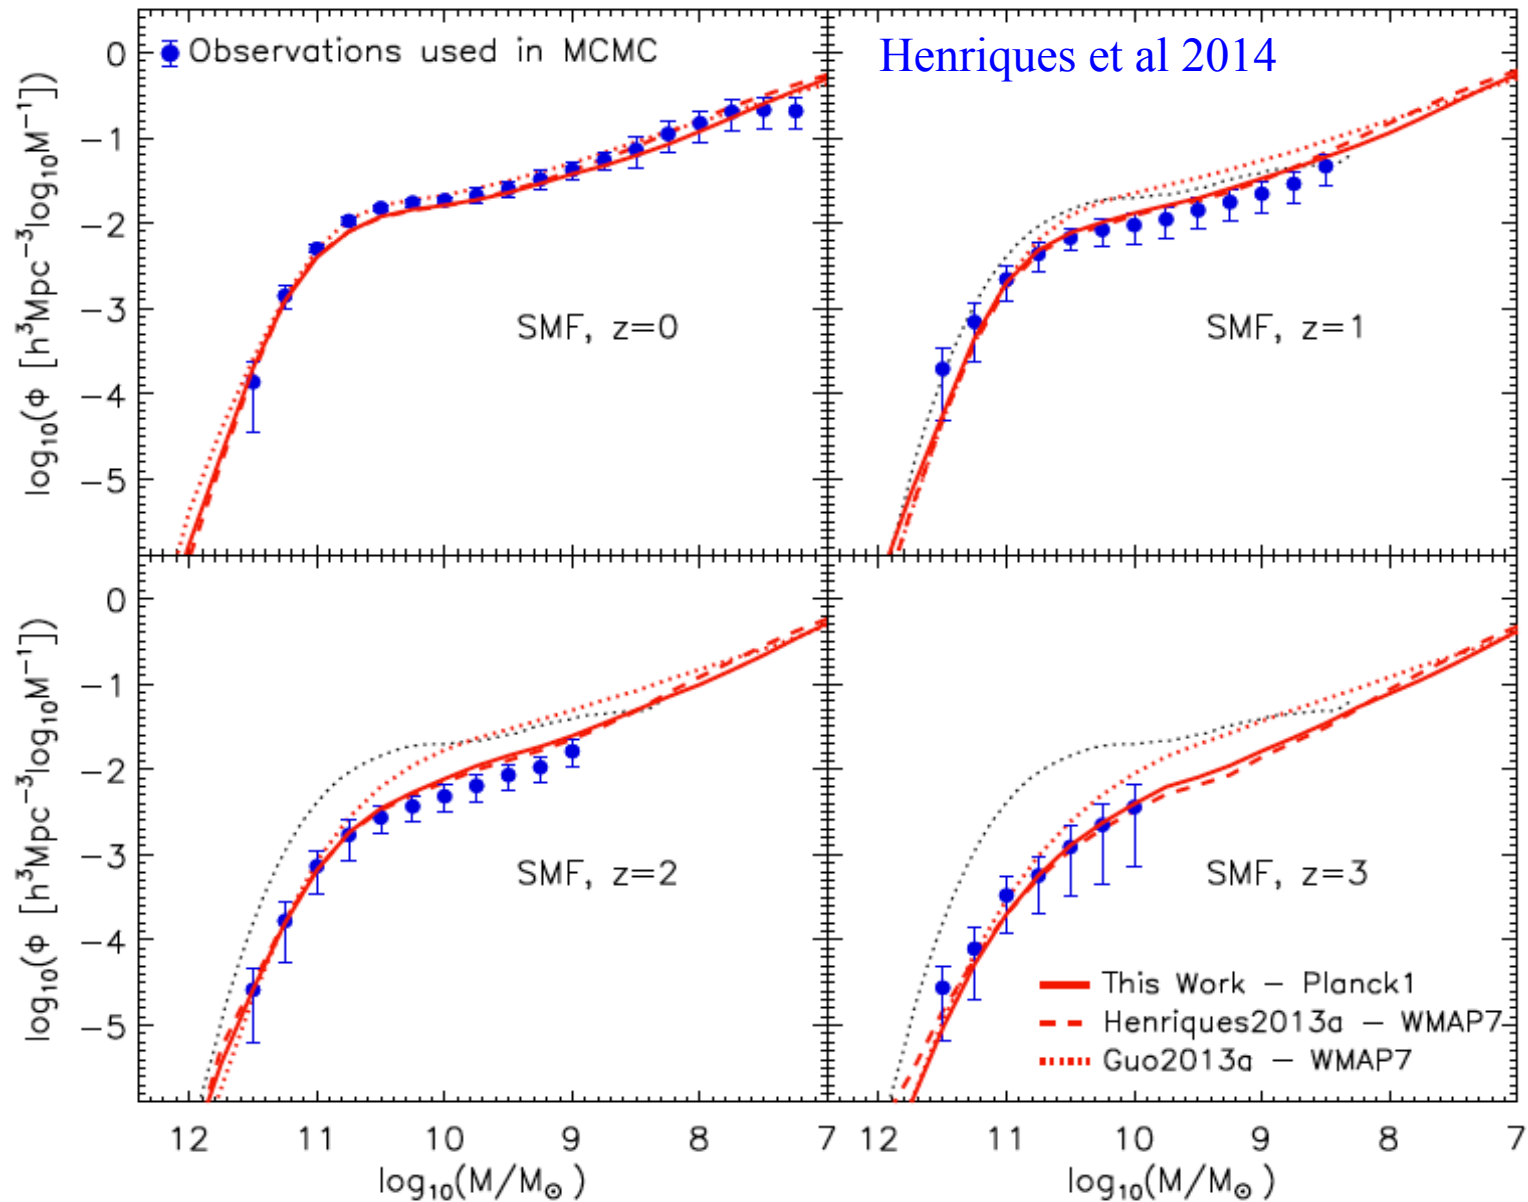 Observations used in MCMC
Henriques et al 2014
0
−1
−2
−3
−4
−5
log₁₀(Φ [h³Mpc⁻³log₁₀M⁻¹])
SMF, z=0
SMF, z=1
0
−1
−2
−3
−4
−5
log₁₀(Φ [h³Mpc⁻³log₁₀M⁻¹])
SMF, z=2
SMF, z=3
This Work − Planck1
Henriques2013a − WMAP7
Guo2013a − WMAP7
12 11 10 9 8 7
12 11 10 9 8 7
log₁₀(M/M☉)
log₁₀(M/M☉)